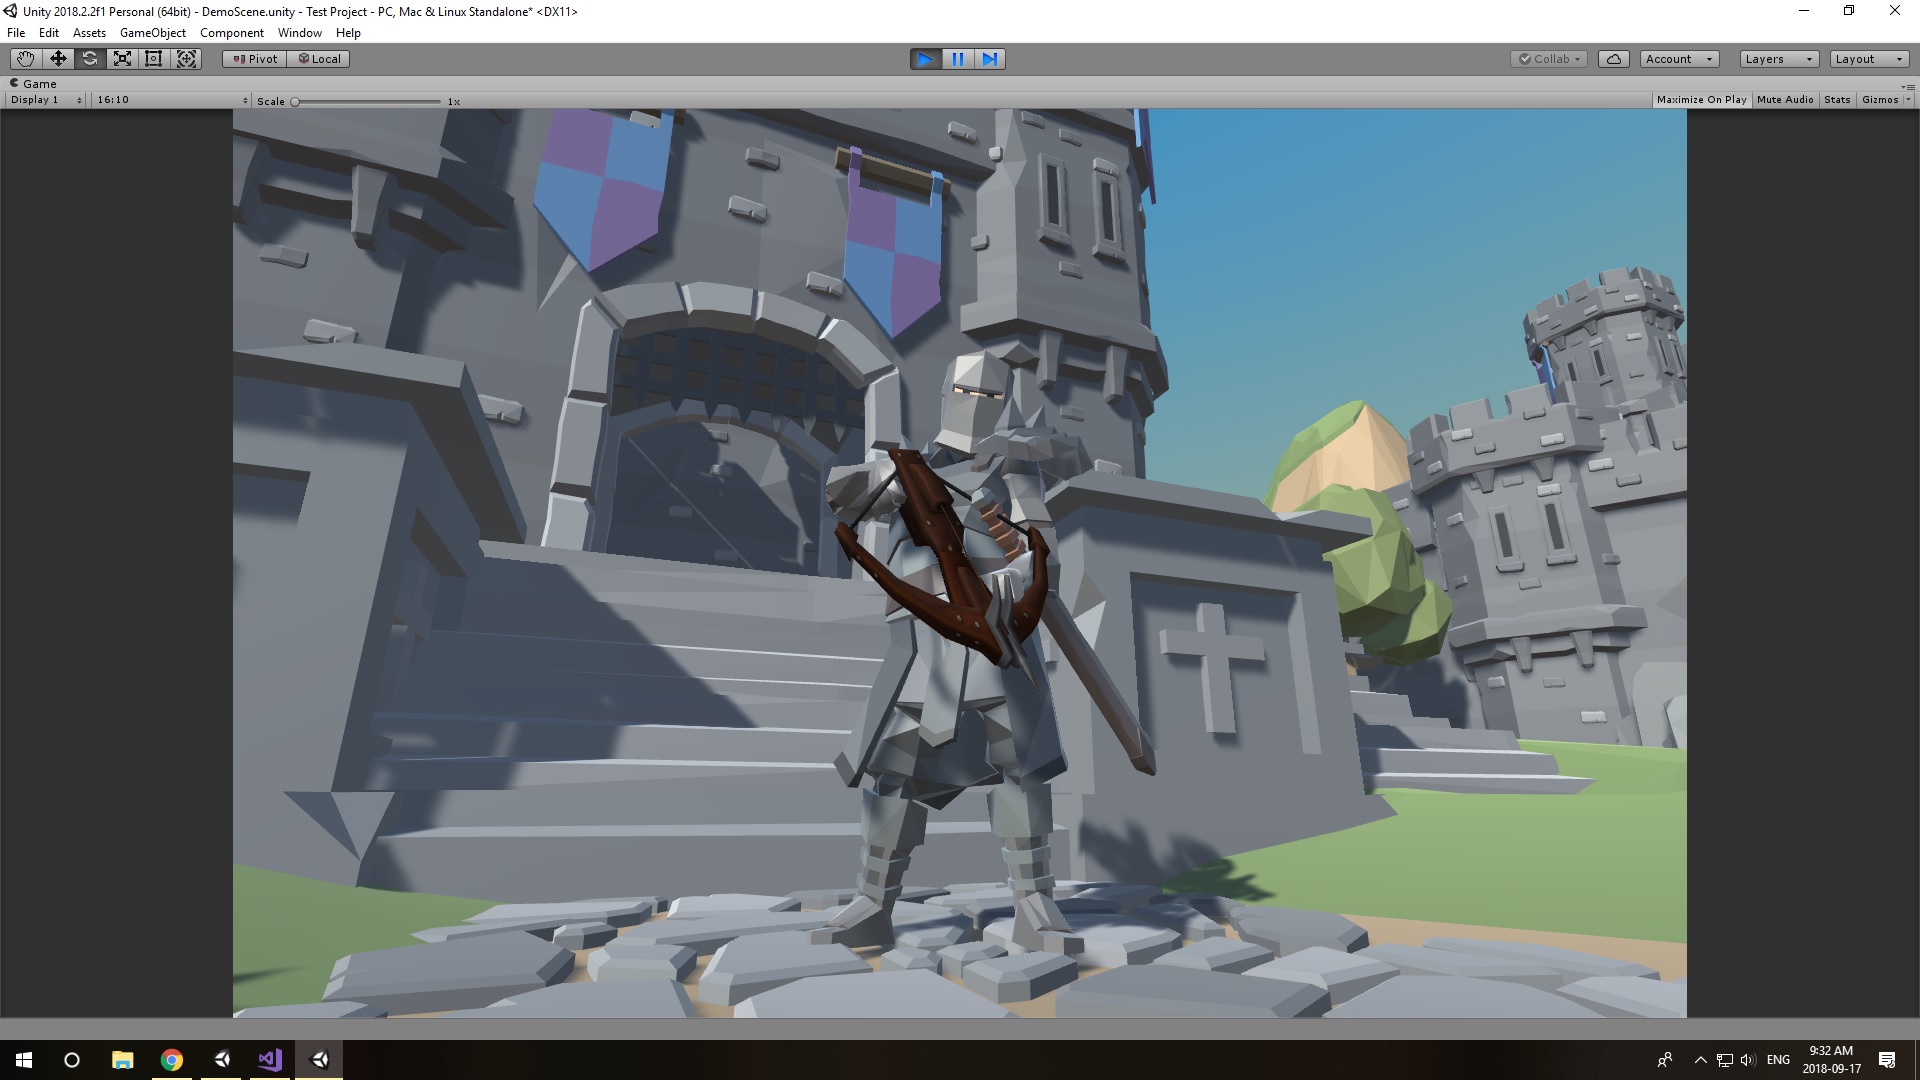 Unity 2018.2.2f1 Personal (64bit) - DemoScene.unity - Test Project - PC, Mac & Linux Standalone* <DX11>
File Edit Assets GameObject Component Window Help
Pivot Local Collab Account Layers Layout
Game
Display 1 16:10 Scale 1x Maximize On Play Mute Audio Stats Gizmos
ENG 9:32 AM
2018-09-17